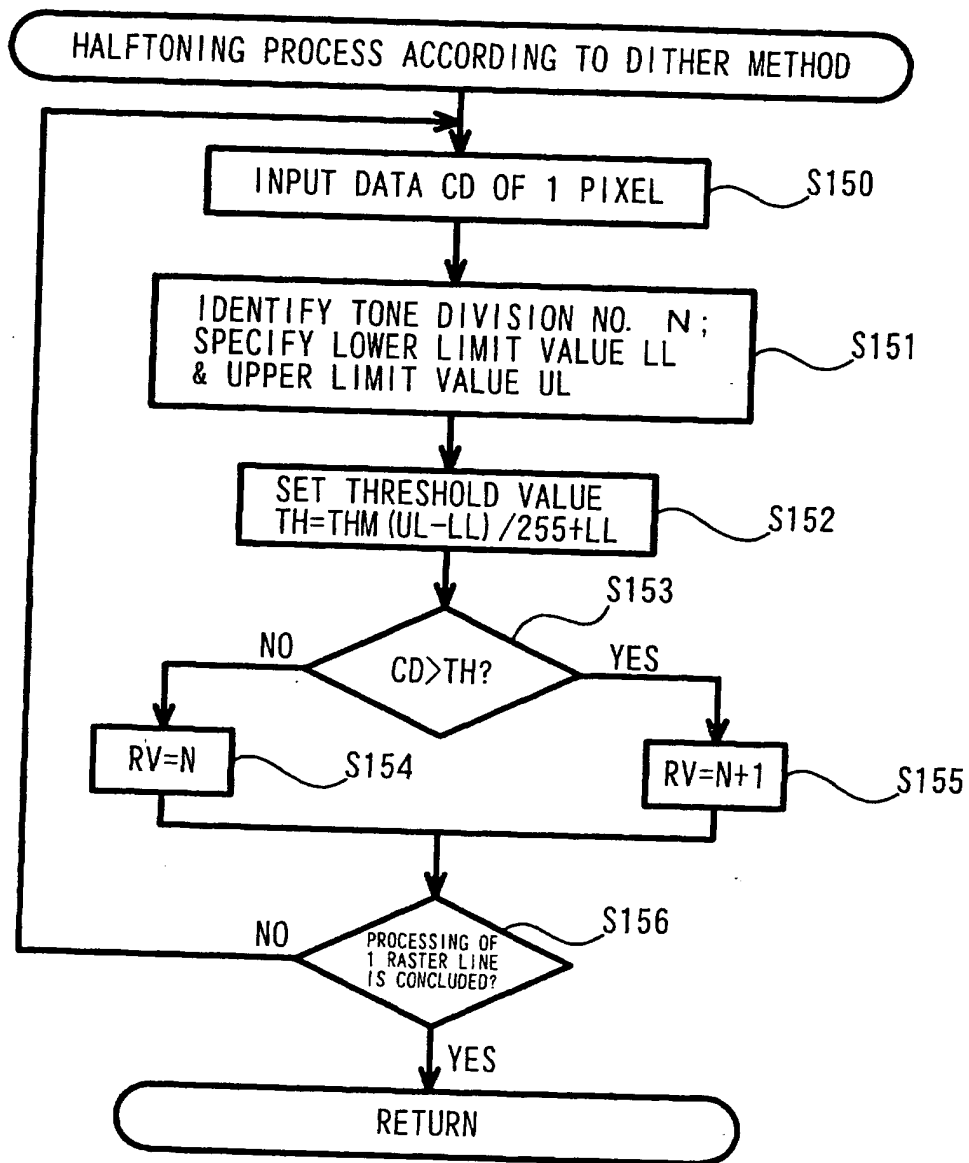 HALFTONING PROCESS ACCORDING TO DITHER METHOD
INPUT DATA CD OF 1 PIXEL
S150
IDENTIFY TONE DIVISION NO. N;
SPECIFY LOWER LIMIT VALUE LL
& UPPER LIMIT VALUE UL
S151
SET THRESHOLD VALUE
TH=THM(UL-LL)/255+LL
S152
S153
NO
CD>TH?
YES
RV=N
S154
RV=N+1
S155
S156
NO
PROCESSING OF
1 RASTER LINE
IS CONCLUDED?
YES
RETURN